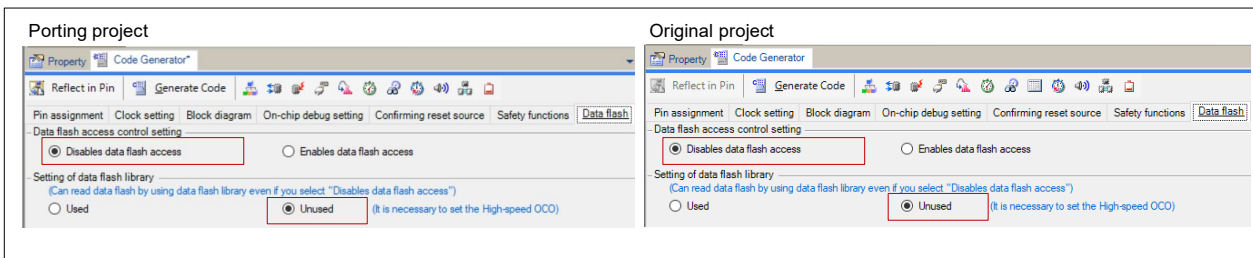 Porting project
Property Code Generator*
Reflect in Pin Generate Code
Pin assignment Clock setting Block diagram On-chip debug setting Confirming reset source Safety functions Data flash
Data flash access control setting
Disables data flash access Enables data flash access
Setting of data flash library
(Can read data flash by using data flash library even if you select "Disables data flash access")
Used Unused (It is necessary to set the High-speed OCO)
Original project
Property Code Generator
Reflect in Pin Generate Code
Pin assignment Clock setting Block diagram On-chip debug setting Confirming reset source Safety functions Data flash
Data flash access control setting
Disables data flash access Enables data flash access
Setting of data flash library
(Can read data flash by using data flash library even if you select "Disables data flash access")
Used Unused (It is necessary to set the High-speed OCO)